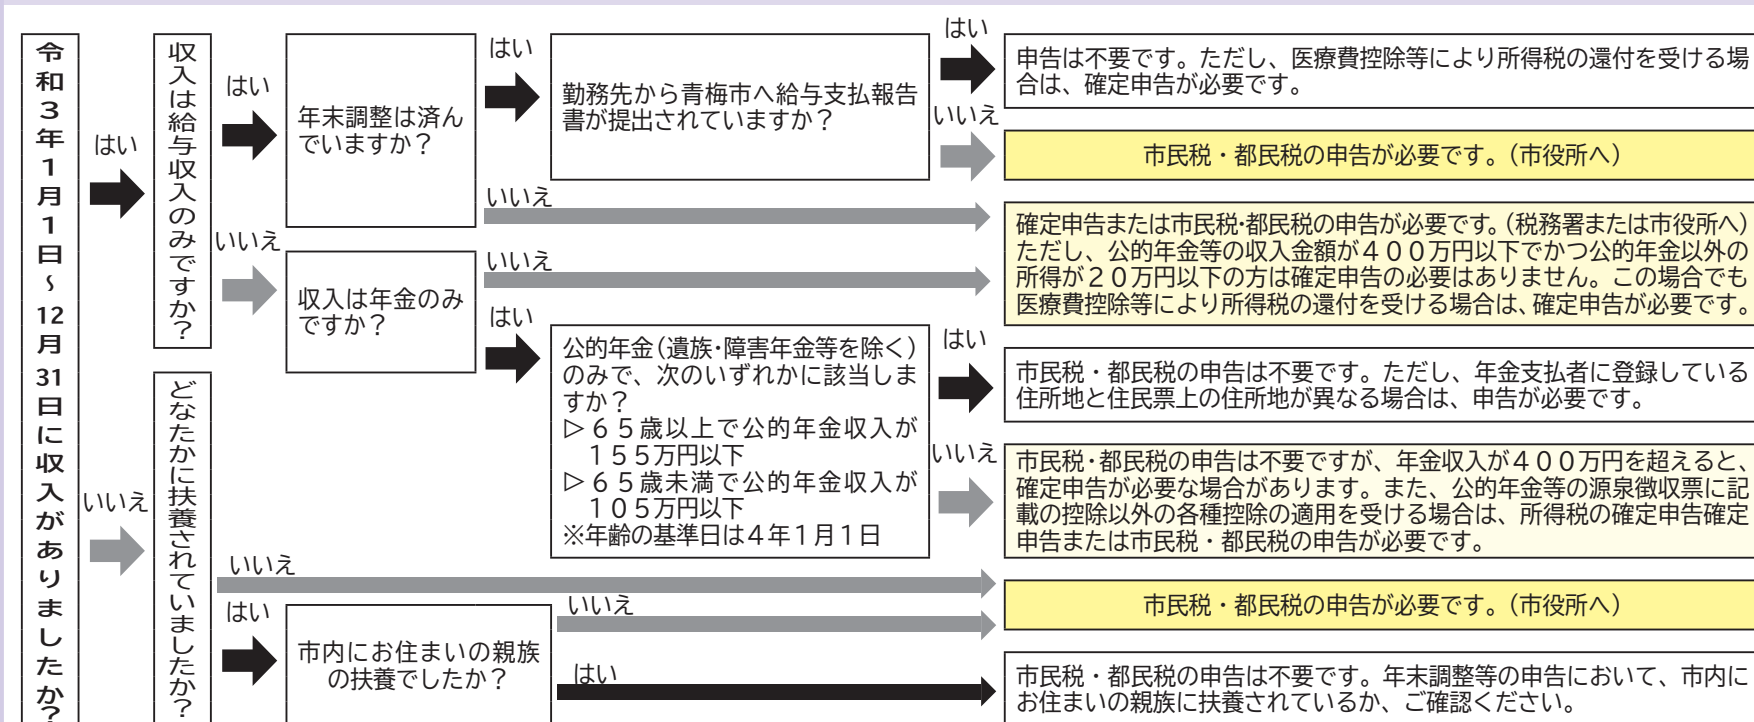 令和３年１月１日～12月31日に収入がありましたか？
はい
いいえ
収入は給与収入のみですか？
はい
いいえ
年末調整は済ん
でいますか？
はい
いいえ
勤務先から青梅市へ給与支払報告
書が提出されていますか？
はい
いいえ
申告は不要です。ただし、医療費控除等により所得税の還付を受ける場
合は、確定申告が必要です。
市民税・都民税の申告が必要です。（市役所へ）
収入は年金のみ
ですか？
いいえ
はい
確定申告または市民税・都民税の申告が必要です。（税務署または市役所へ）
ただし、公的年金等の収入金額が４００万円以下でかつ公的年金以外の
所得が２０万円以下の方は確定申告の必要はありません。この場合でも
医療費控除等により所得税の還付を受ける場合は、確定申告が必要です。
公的年金（遺族・障害年金等を除く）
のみで、次のいずれかに該当しま
すか？
▷６５歳以上で公的年金収入が
１５５万円以下
▷６５歳未満で公的年金収入が
１０５万円以下
※年齢の基準日は４年１月１日
はい
いいえ
市民税・都民税の申告は不要です。ただし、年金支払者に登録している
住所地と住民票上の住所地が異なる場合は、申告が必要です。
市民税・都民税の申告は不要ですが、年金収入が４００万円を超えると、
確定申告が必要な場合があります。また、公的年金等の源泉徴収票に記
載の控除以外の各種控除の適用を受ける場合は、所得税の確定申告確定
申告または市民税・都民税の申告が必要です。
どなたかに扶養されていましたか？
いいえ
はい
市内にお住まいの親族
の扶養でしたか？
いいえ
はい
市民税・都民税の申告が必要です。（市役所へ）
市民税・都民税の申告は不要です。年末調整等の申告において、市内に
お住まいの親族に扶養されているか、ご確認ください。